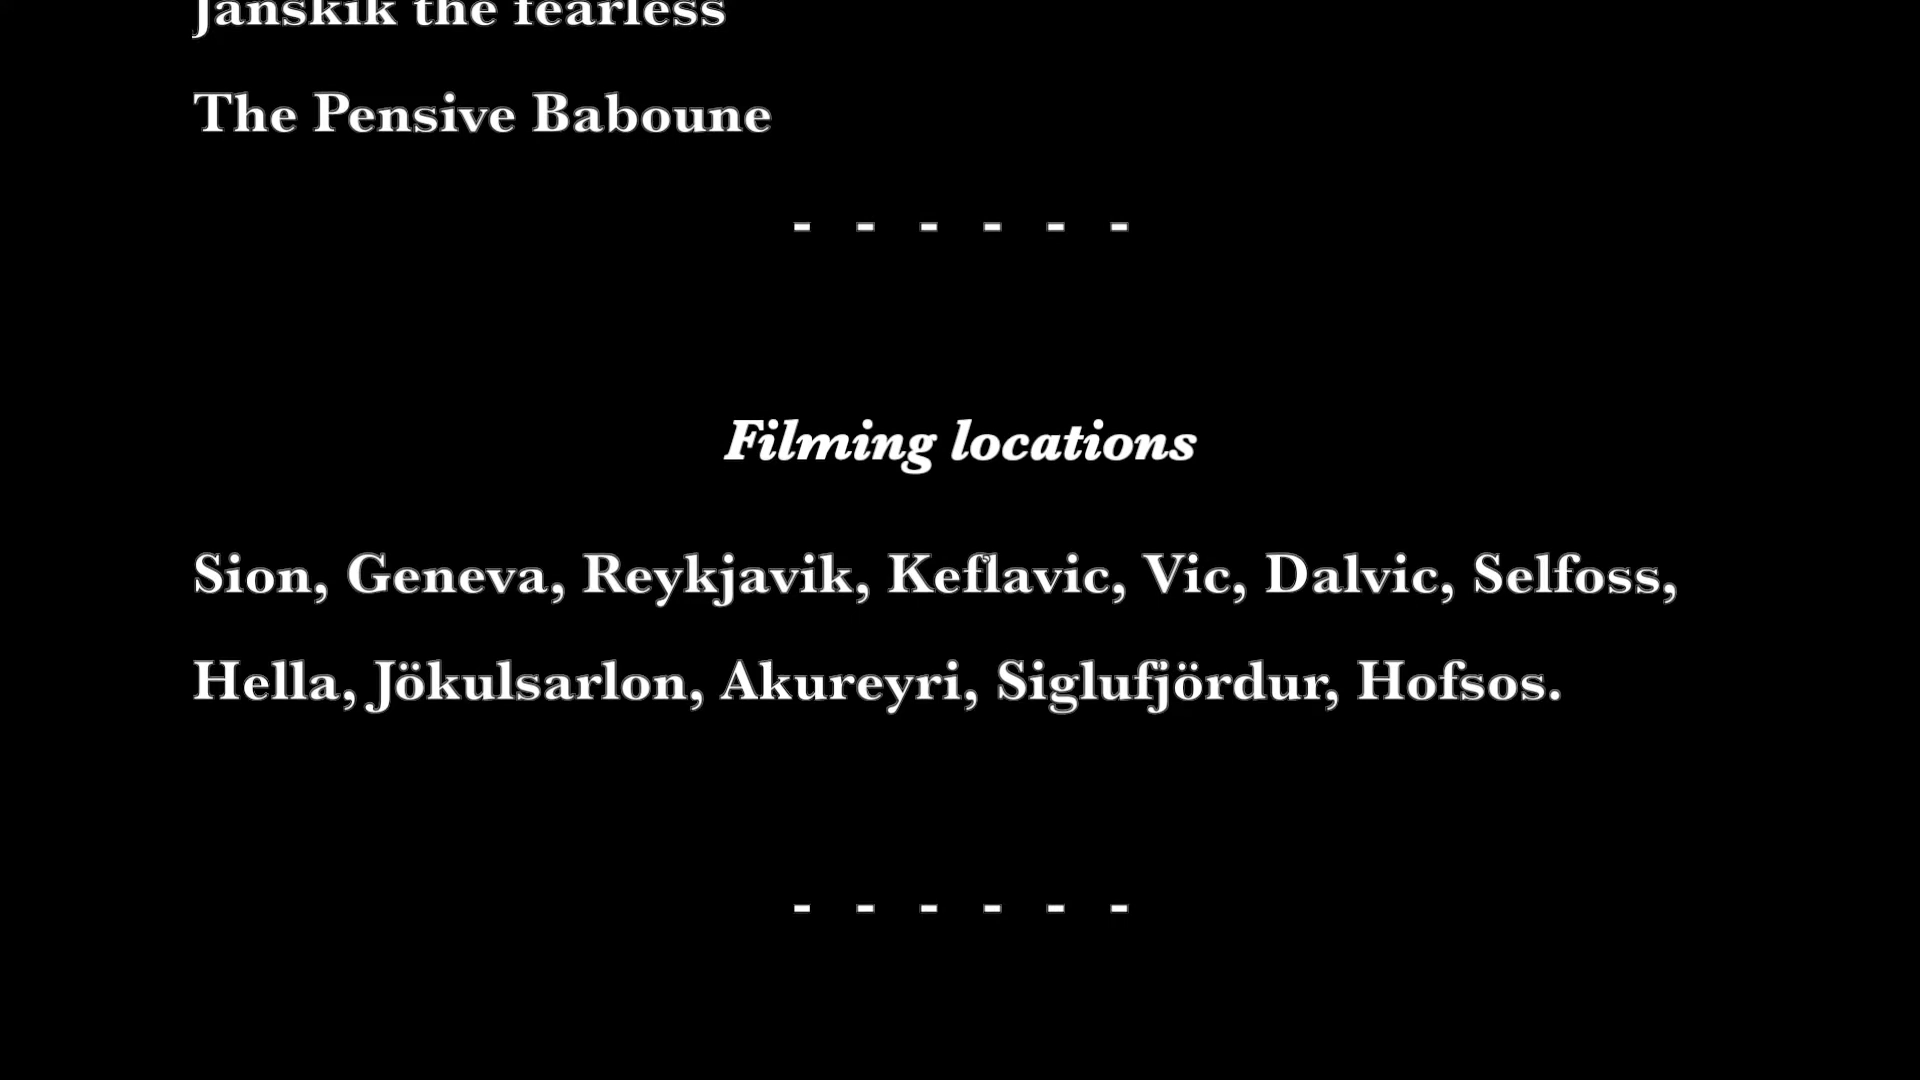 Janskik the fearless
The Pensive Baboune
- - - - - -
Filming locations
Sion, Geneva, Reykjavik, Keflavic, Vic, Dalvic, Selfoss,
Hella, Jökulsarlon, Akureyri, Siglufjördur, Hofsos.
- - - - - -